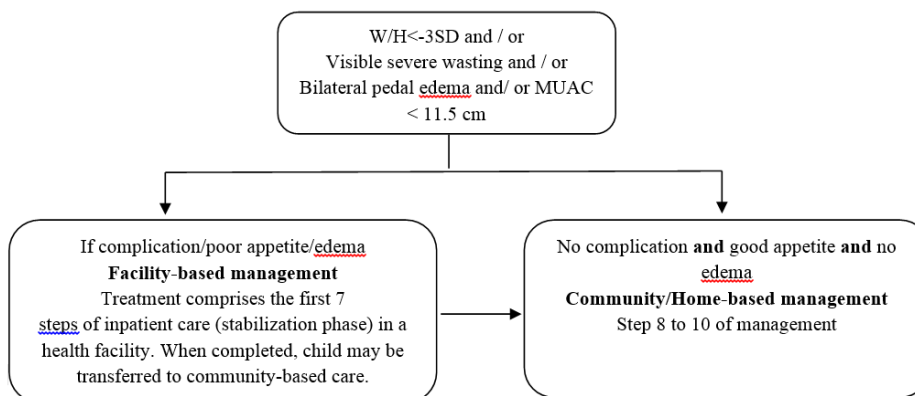 W/H<-3SD and / or
Visible severe wasting and / or
Bilateral pedal edema and/ or MUAC
< 11.5 cm
If complication/poor appetite/edema
Facility-based management
Treatment comprises the first 7
steps of inpatient care (stabilization phase) in a
health facility. When completed, child may be
transferred to community-based care.
No complication and good appetite and no
edema
Community/Home-based management
Step 8 to 10 of management